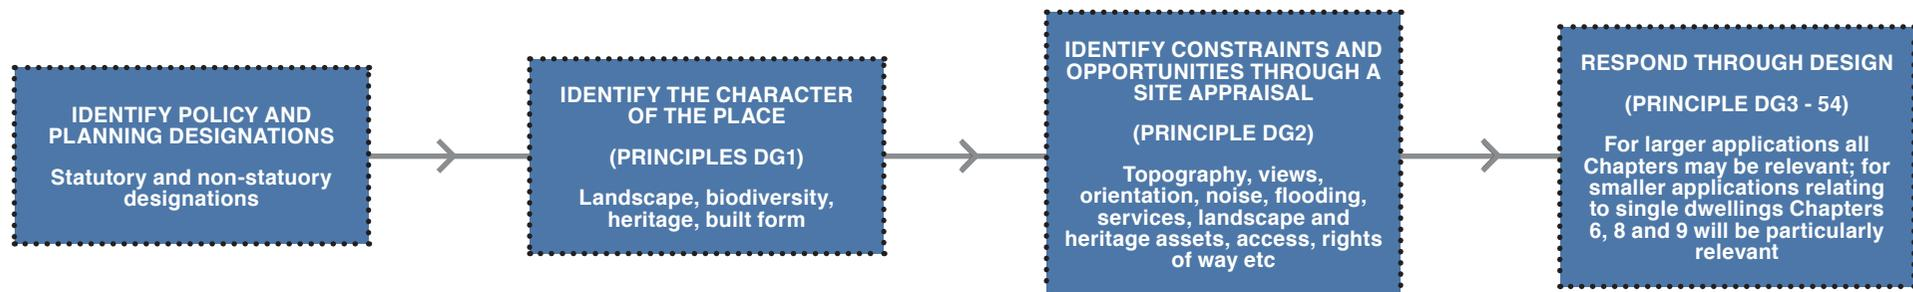 IDENTIFY POLICY AND
PLANNING DESIGNATIONS
Statutory and non-statuory
designations
IDENTIFY THE CHARACTER
OF THE PLACE
(PRINCIPLES DG1)
Landscape, biodiversity,
heritage, built form
IDENTIFY CONSTRAINTS AND
OPPORTUNITIES THROUGH A
SITE APPRAISAL
(PRINCIPLE DG2)
Topography, views,
orientation, noise, flooding,
services, landscape and
heritage assets, access, rights
of way etc
RESPOND THROUGH DESIGN
(PRINCIPLE DG3 - 54)
For larger applications all
Chapters may be relevant; for
smaller applications relating
to single dwellings Chapters
6, 8 and 9 will be particularly
relevant